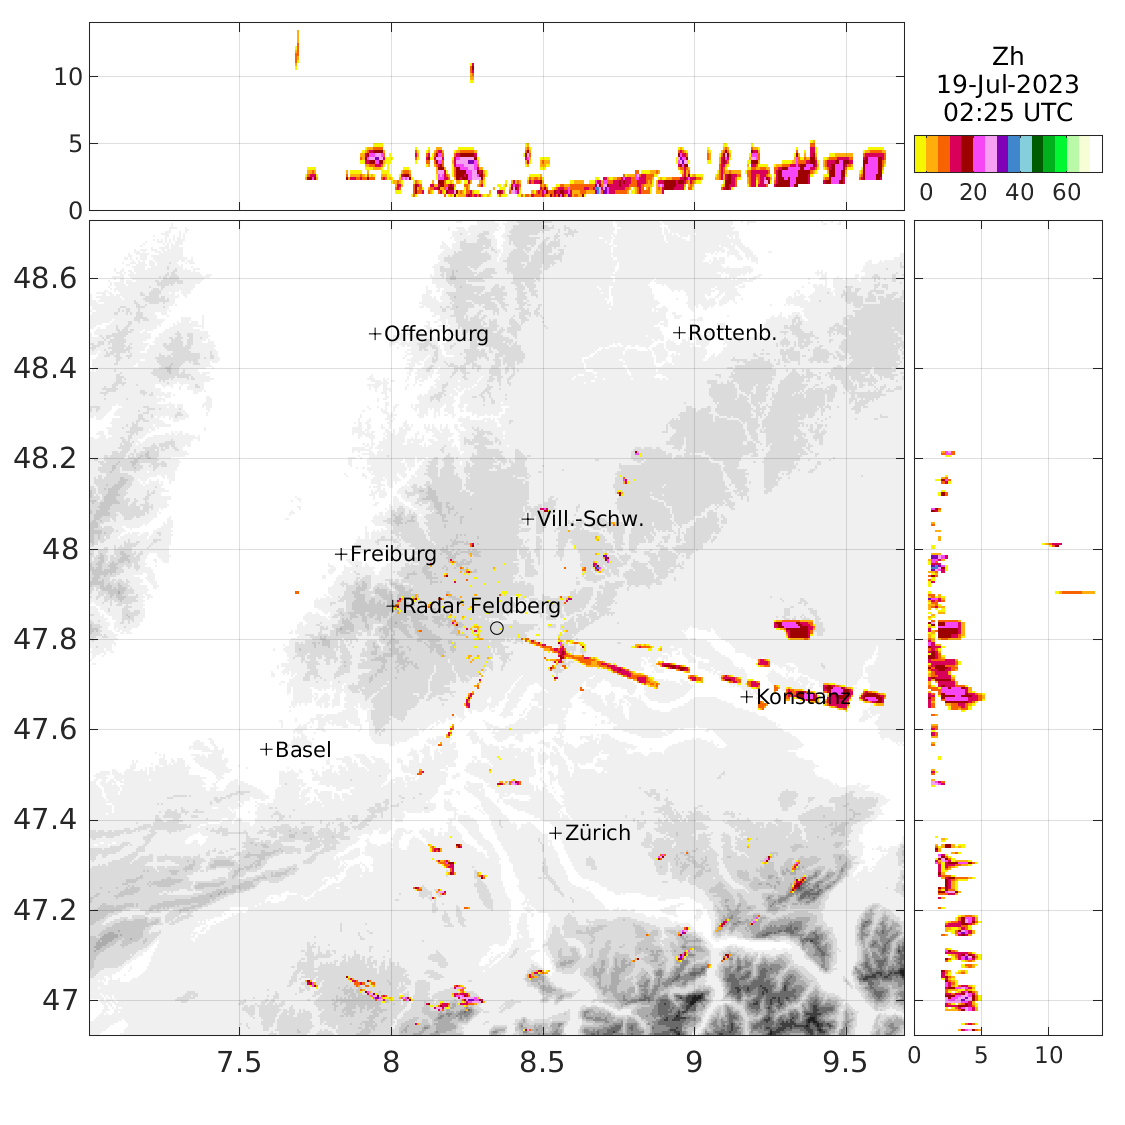 10
5
0
Zh
19-Jul-2023
02:25 UTC
0 20 40 60
48.6
48.4
48.2
48
47.8
47.6
47.4
47.2
47
+Offenburg
+Rottenb.
+Vill.-Schw.
+Freiburg
+Radar Feldberg
+Konstanz
+Basel
+Zürich
7.5 8 8.5 9 9.5
0 5 10